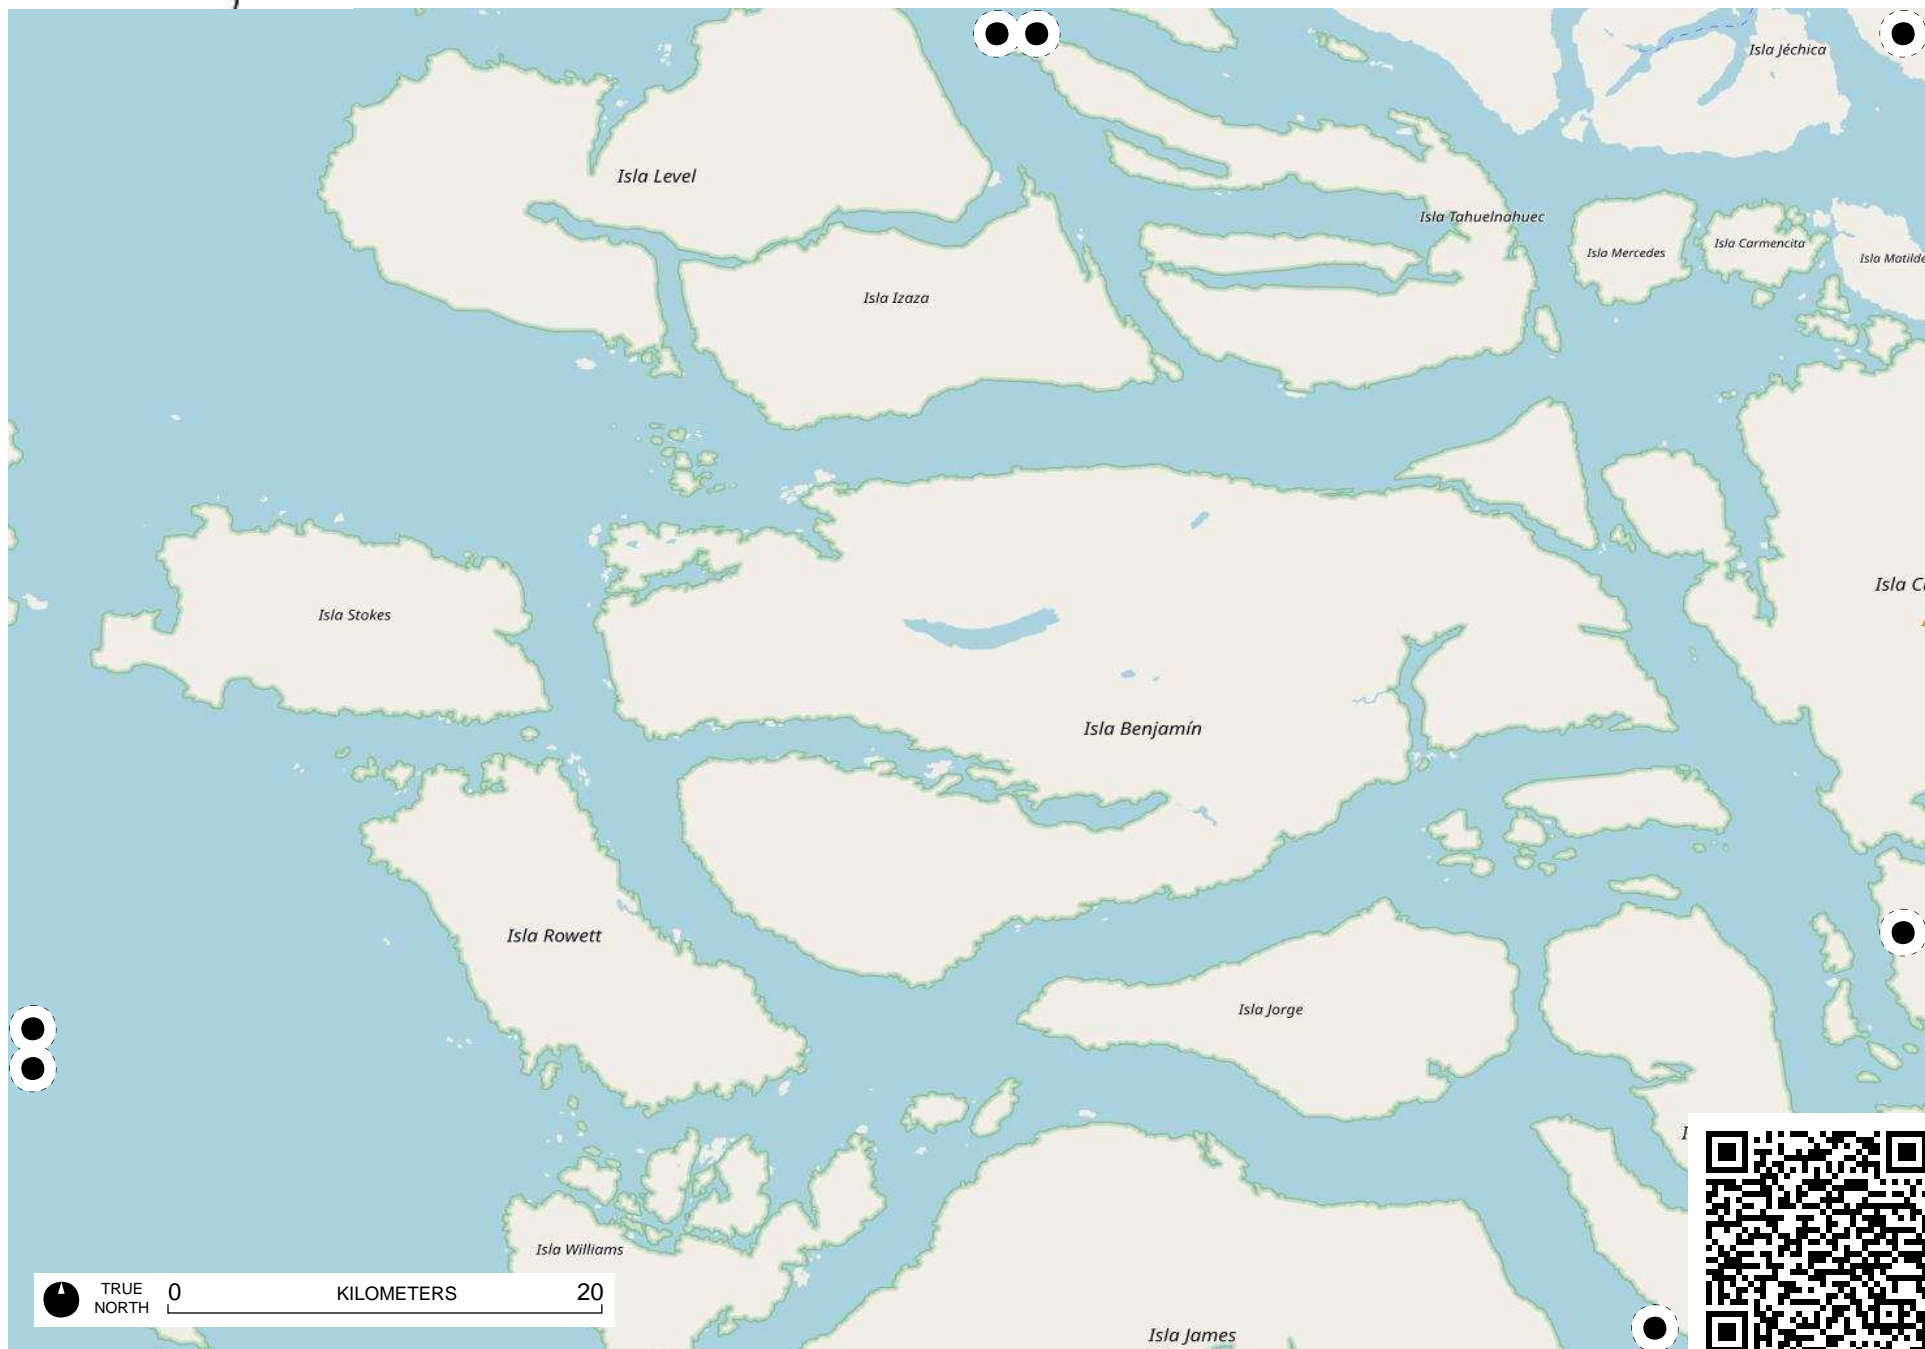 Isla Jéchica
Isla Level
Isla Tahuelnahuec
Isla Mercedes
Isla Carmencita
Isla Matilde
Isla Izaza
Isla Stokes
Isla Benjamín
Isla Rowett
Isla Jorge
Isla Williams
TRUE
NORTH
0 KILOMETERS 20
Isla James